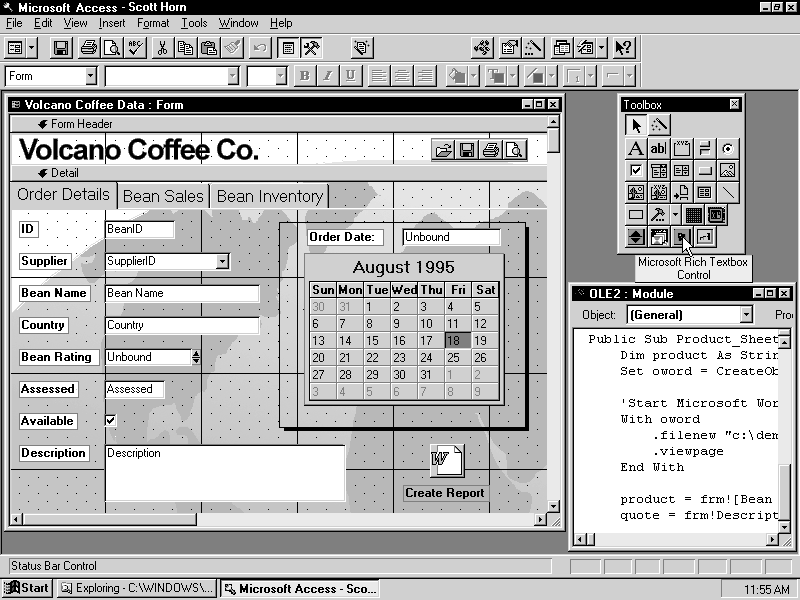 Microsoft Access - Scott Horn
File Edit View Insert Format Tools Window Help
ABC
Form
B I U
Volcano Coffee Data : Form
Form Header
Volcano Coffee Co.
Detail
Order Details Bean Sales Bean Inventory
ID BeanID
Supplier SupplierID
Bean Name Bean Name
Country Country
Bean Rating Unbound
Assessed Assessed
Available
Description Description
Order Date: Unbound
August 1995
Sun Mon Tue Wed Thu Fri Sat
30 31 1 2 3 4 5
6 7 8 9 10 11 12
13 14 15 16 17 18 19
20 21 22 23 24 25 26
27 28 29 30 31 1 2
3 4 5 6 7 8 9
W
Create Report
Toolbox
A ab|
Microsoft Rich Textbox
Control
OLE2 : Module
Object: (General) Pro
Public Sub Product_Sheet
Dim product As Strin
Set oword = CreateOb
'Start Microsoft Wor
With oword
.filenew "c:\dem
.viewpage
End With
product = frm![Bean
quote = frm!Descript
Status Bar Control
Start Exploring - C:\WINDOWS\... Microsoft Access - Sco... 11:55 AM